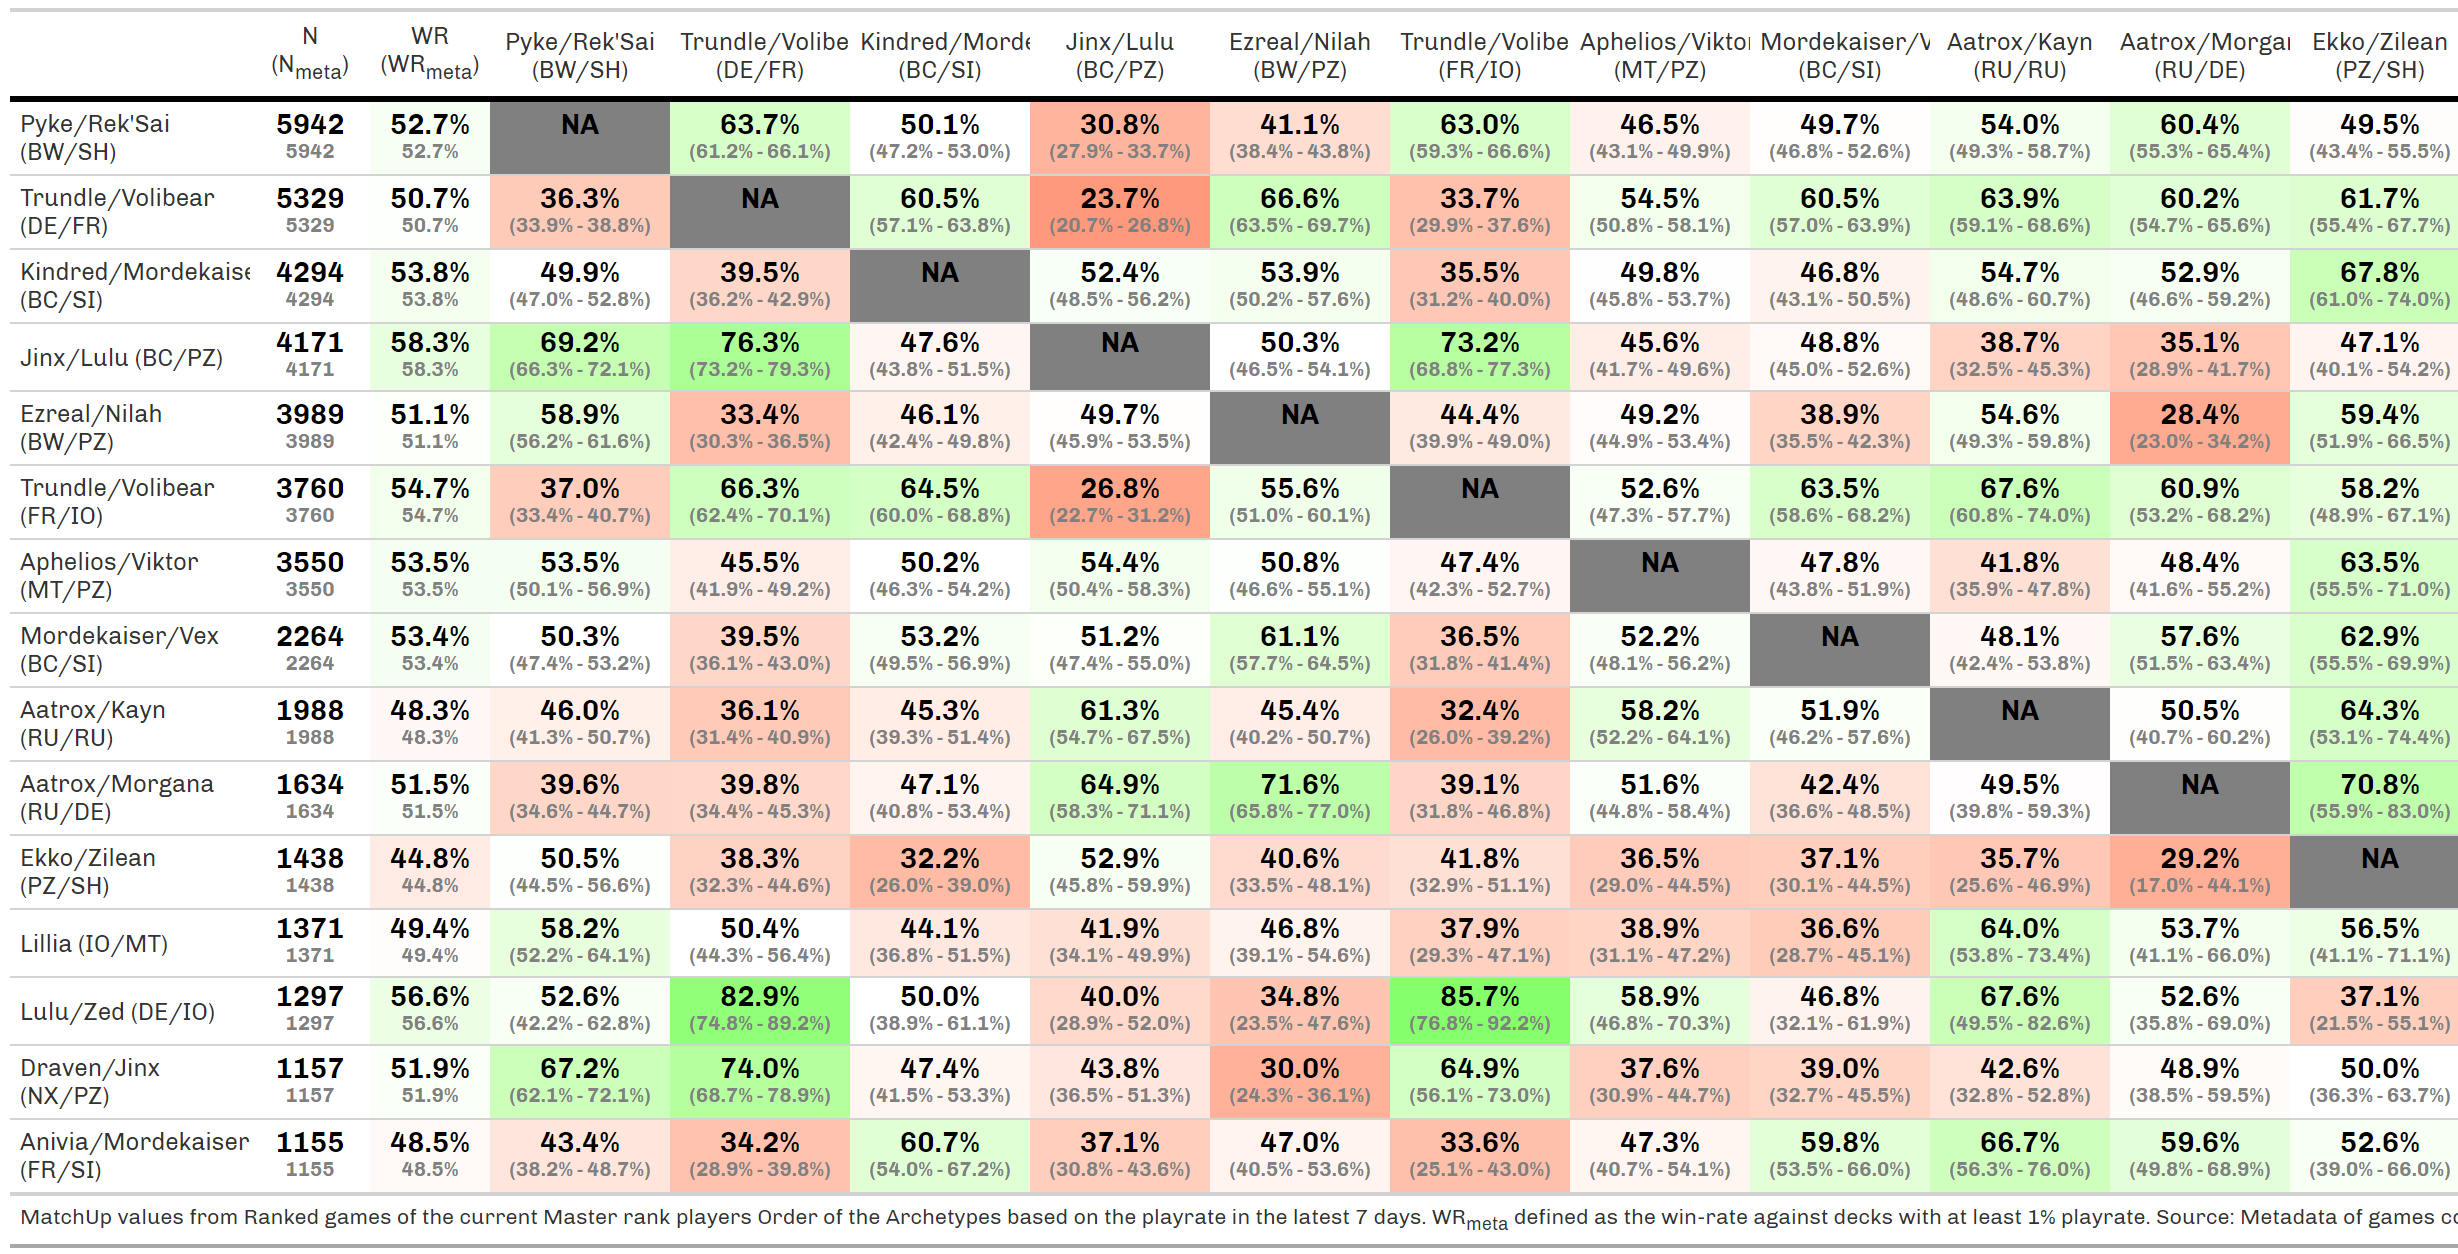 N WR Pyke/Rek'Sai Trundle/Volibe Kindred/Morde Jinx/Lulu Ezreal/Nilah Trundle/Volibe Aphelios/Viktor Mordekaiser/V Aatrox/Kayn Aatrox/Morgan Ekko/Zilean
(Nmeta) (WRmeta) (BW/SH) (DE/FR) (BC/SI) (BC/PZ) (BW/PZ) (FR/IO) (MT/PZ) (BC/SI) (RU/RU) (RU/DE) (PZ/SH)
Pyke/Rek'Sai 5942 52.7% NA 63.7% 50.1% 30.8% 41.1% 63.0% 46.5% 49.7% 54.0% 60.4% 49.5%
(BW/SH) 5942 52.7% (61.2% - 66.1%) (47.2% - 53.0%) (27.9% - 33.7%) (38.4% - 43.8%) (59.3% - 66.6%) (43.1% - 49.9%) (46.8% - 52.6%) (49.3% - 58.7%) (55.3% - 65.4%) (43.4% - 55.5%)
Trundle/Volibear 5329 50.7% 36.3% NA 60.5% 23.7% 66.6% 33.7% 54.5% 60.5% 63.9% 60.2% 61.7%
(DE/FR) 5329 50.7% (33.9% - 38.8%) (57.1% - 63.8%) (20.7% - 26.8%) (63.5% - 69.7%) (29.9% - 37.6%) (50.8% - 58.1%) (57.0% - 63.9%) (59.1% - 68.6%) (54.7% - 65.6%) (55.4% - 67.7%)
Kindred/Mordekaise 4294 53.8% 49.9% 39.5% NA 52.4% 53.9% 35.5% 49.8% 46.8% 54.7% 52.9% 67.8%
(BC/SI) 4294 53.8% (47.0% - 52.8%) (36.2% - 42.9%) (48.5% - 56.2%) (50.2% - 57.6%) (31.2% - 40.0%) (45.8% - 53.7%) (43.1% - 50.5%) (48.6% - 60.7%) (46.6% - 59.2%) (61.0% - 74.0%)
Jinx/Lulu (BC/PZ) 4171 58.3% 69.2% 76.3% 47.6% NA 50.3% 73.2% 45.6% 48.8% 38.7% 35.1% 47.1%
4171 58.3% (66.3% - 72.1%) (73.2% - 79.3%) (43.8% - 51.5%) (46.5% - 54.1%) (68.8% - 77.3%) (41.7% - 49.6%) (45.0% - 52.6%) (32.5% - 45.3%) (28.9% - 41.7%) (40.1% - 54.2%)
Ezreal/Nilah 3989 51.1% 58.9% 33.4% 46.1% 49.7% NA 44.4% 49.2% 38.9% 54.6% 28.4% 59.4%
(BW/PZ) 3989 51.1% (56.2% - 61.6%) (30.3% - 36.5%) (42.4% - 49.8%) (45.9% - 53.5%) (39.9% - 49.0%) (44.9% - 53.4%) (35.5% - 42.3%) (49.3% - 59.8%) (23.0% - 34.2%) (51.9% - 66.5%)
Trundle/Volibear 3760 54.7% 37.0% 66.3% 64.5% 26.8% 55.6% NA 52.6% 63.5% 67.6% 60.9% 58.2%
(FR/IO) 3760 54.7% (33.4% - 40.7%) (62.4% - 70.1%) (60.0% - 68.8%) (22.7% - 31.2%) (51.0% - 60.1%) (47.3% - 57.7%) (58.6% - 68.2%) (60.8% - 74.0%) (53.2% - 68.2%) (48.9% - 67.1%)
Aphelios/Viktor 3550 53.5% 53.5% 45.5% 50.2% 54.4% 50.8% 47.4% NA 47.8% 41.8% 48.4% 63.5%
(MT/PZ) 3550 53.5% (50.1% - 56.9%) (41.9% - 49.2%) (46.3% - 54.2%) (50.4% - 58.3%) (46.6% - 55.1%) (42.3% - 52.7%) (43.8% - 51.9%) (35.9% - 47.8%) (41.6% - 55.2%) (55.5% - 71.0%)
Mordekaiser/Vex 2264 53.4% 50.3% 39.5% 53.2% 51.2% 61.1% 36.5% 52.2% NA 48.1% 57.6% 62.9%
(BC/SI) 2264 53.4% (47.4% - 53.2%) (36.1% - 43.0%) (49.5% - 56.9%) (47.4% - 55.0%) (57.7% - 64.5%) (31.8% - 41.4%) (48.1% - 56.2%) (42.4% - 53.8%) (51.5% - 63.4%) (55.5% - 69.9%)
Aatrox/Kayn 1988 48.3% 46.0% 36.1% 45.3% 61.3% 45.4% 32.4% 58.2% 51.9% NA 50.5% 64.3%
(RU/RU) 1988 48.3% (41.3% - 50.7%) (31.4% - 40.9%) (39.3% - 51.4%) (54.7% - 67.5%) (40.2% - 50.7%) (26.0% - 39.2%) (52.2% - 64.1%) (46.2% - 57.6%) (40.7% - 60.2%) (53.1% - 74.4%)
Aatrox/Morgana 1634 51.5% 39.6% 39.8% 47.1% 64.9% 71.6% 39.1% 51.6% 42.4% 49.5% NA 70.8%
(RU/DE) 1634 51.5% (34.6% - 44.7%) (34.4% - 45.3%) (40.8% - 53.4%) (58.3% - 71.1%) (65.8% - 77.0%) (31.8% - 46.8%) (44.8% - 58.4%) (36.6% - 48.5%) (39.8% - 59.3%) (55.9% - 83.0%)
Ekko/Zilean 1438 44.8% 50.5% 38.3% 32.2% 52.9% 40.6% 41.8% 36.5% 37.1% 35.7% 29.2% NA
(PZ/SH) 1438 44.8% (44.5% - 56.6%) (32.3% - 44.6%) (26.0% - 39.0%) (45.8% - 59.9%) (33.5% - 48.1%) (32.9% - 51.1%) (29.0% - 44.5%) (30.1% - 44.5%) (25.6% - 46.9%) (17.0% - 44.1%)
Lillia (IO/MT) 1371 49.4% 58.2% 50.4% 44.1% 41.9% 46.8% 37.9% 38.9% 36.6% 64.0% 53.7% 56.5%
1371 49.4% (52.2% - 64.1%) (44.3% - 56.4%) (36.8% - 51.5%) (34.1% - 49.9%) (39.1% - 54.6%) (29.3% - 47.1%) (31.1% - 47.2%) (28.7% - 45.1%) (53.8% - 73.4%) (41.1% - 66.0%) (41.1% - 71.1%)
Lulu/Zed (DE/IO) 1297 56.6% 52.6% 82.9% 50.0% 40.0% 34.8% 85.7% 58.9% 46.8% 67.6% 52.6% 37.1%
1297 56.6% (42.2% - 62.8%) (74.8% - 89.2%) (38.9% - 61.1%) (28.9% - 52.0%) (23.5% - 47.6%) (76.8% - 92.2%) (46.8% - 70.3%) (32.1% - 61.9%) (49.5% - 82.6%) (35.8% - 69.0%) (21.5% - 55.1%)
Draven/Jinx 1157 51.9% 67.2% 74.0% 47.4% 43.8% 30.0% 64.9% 37.6% 39.0% 42.6% 48.9% 50.0%
(NX/PZ) 1157 51.9% (62.1% - 72.1%) (68.7% - 78.9%) (41.5% - 53.3%) (36.5% - 51.3%) (24.3% - 36.1%) (56.1% - 73.0%) (30.9% - 44.7%) (32.7% - 45.5%) (32.8% - 52.8%) (38.5% - 59.5%) (36.3% - 63.7%)
Anivia/Mordekaiser 1155 48.5% 43.4% 34.2% 60.7% 37.1% 47.0% 33.6% 47.3% 59.8% 66.7% 59.6% 52.6%
(FR/SI) 1155 48.5% (38.2% - 48.7%) (28.9% - 39.8%) (54.0% - 67.2%) (30.8% - 43.6%) (40.5% - 53.6%) (25.1% - 43.0%) (40.7% - 54.1%) (53.5% - 66.0%) (56.3% - 76.0%) (49.8% - 68.9%) (39.0% - 66.0%)
MatchUp values from Ranked games of the current Master rank players Order of the Archetypes based on the playrate in the latest 7 days. WRmeta defined as the win-rate against decks with at least 1% playrate. Source: Metadata of games co